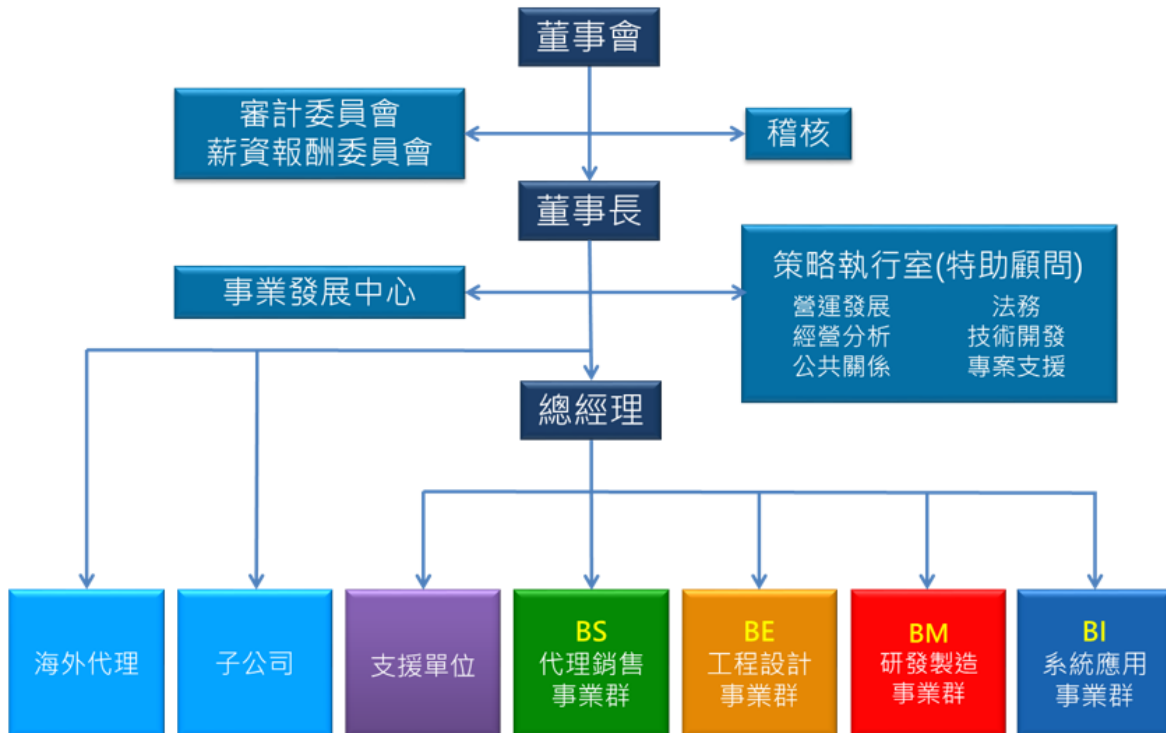 董事會
審計委員會
薪資報酬委員會
稽核
董事長
事業發展中心
策略執行室(特助顧問)
營運發展 法務
經營分析 技術開發
公共關係 專案支援
總經理
海外代理
子公司
支援單位
BS
代理銷售
事業群
BE
工程設計
事業群
BM
研發製造
事業群
BI
系統應用
事業群